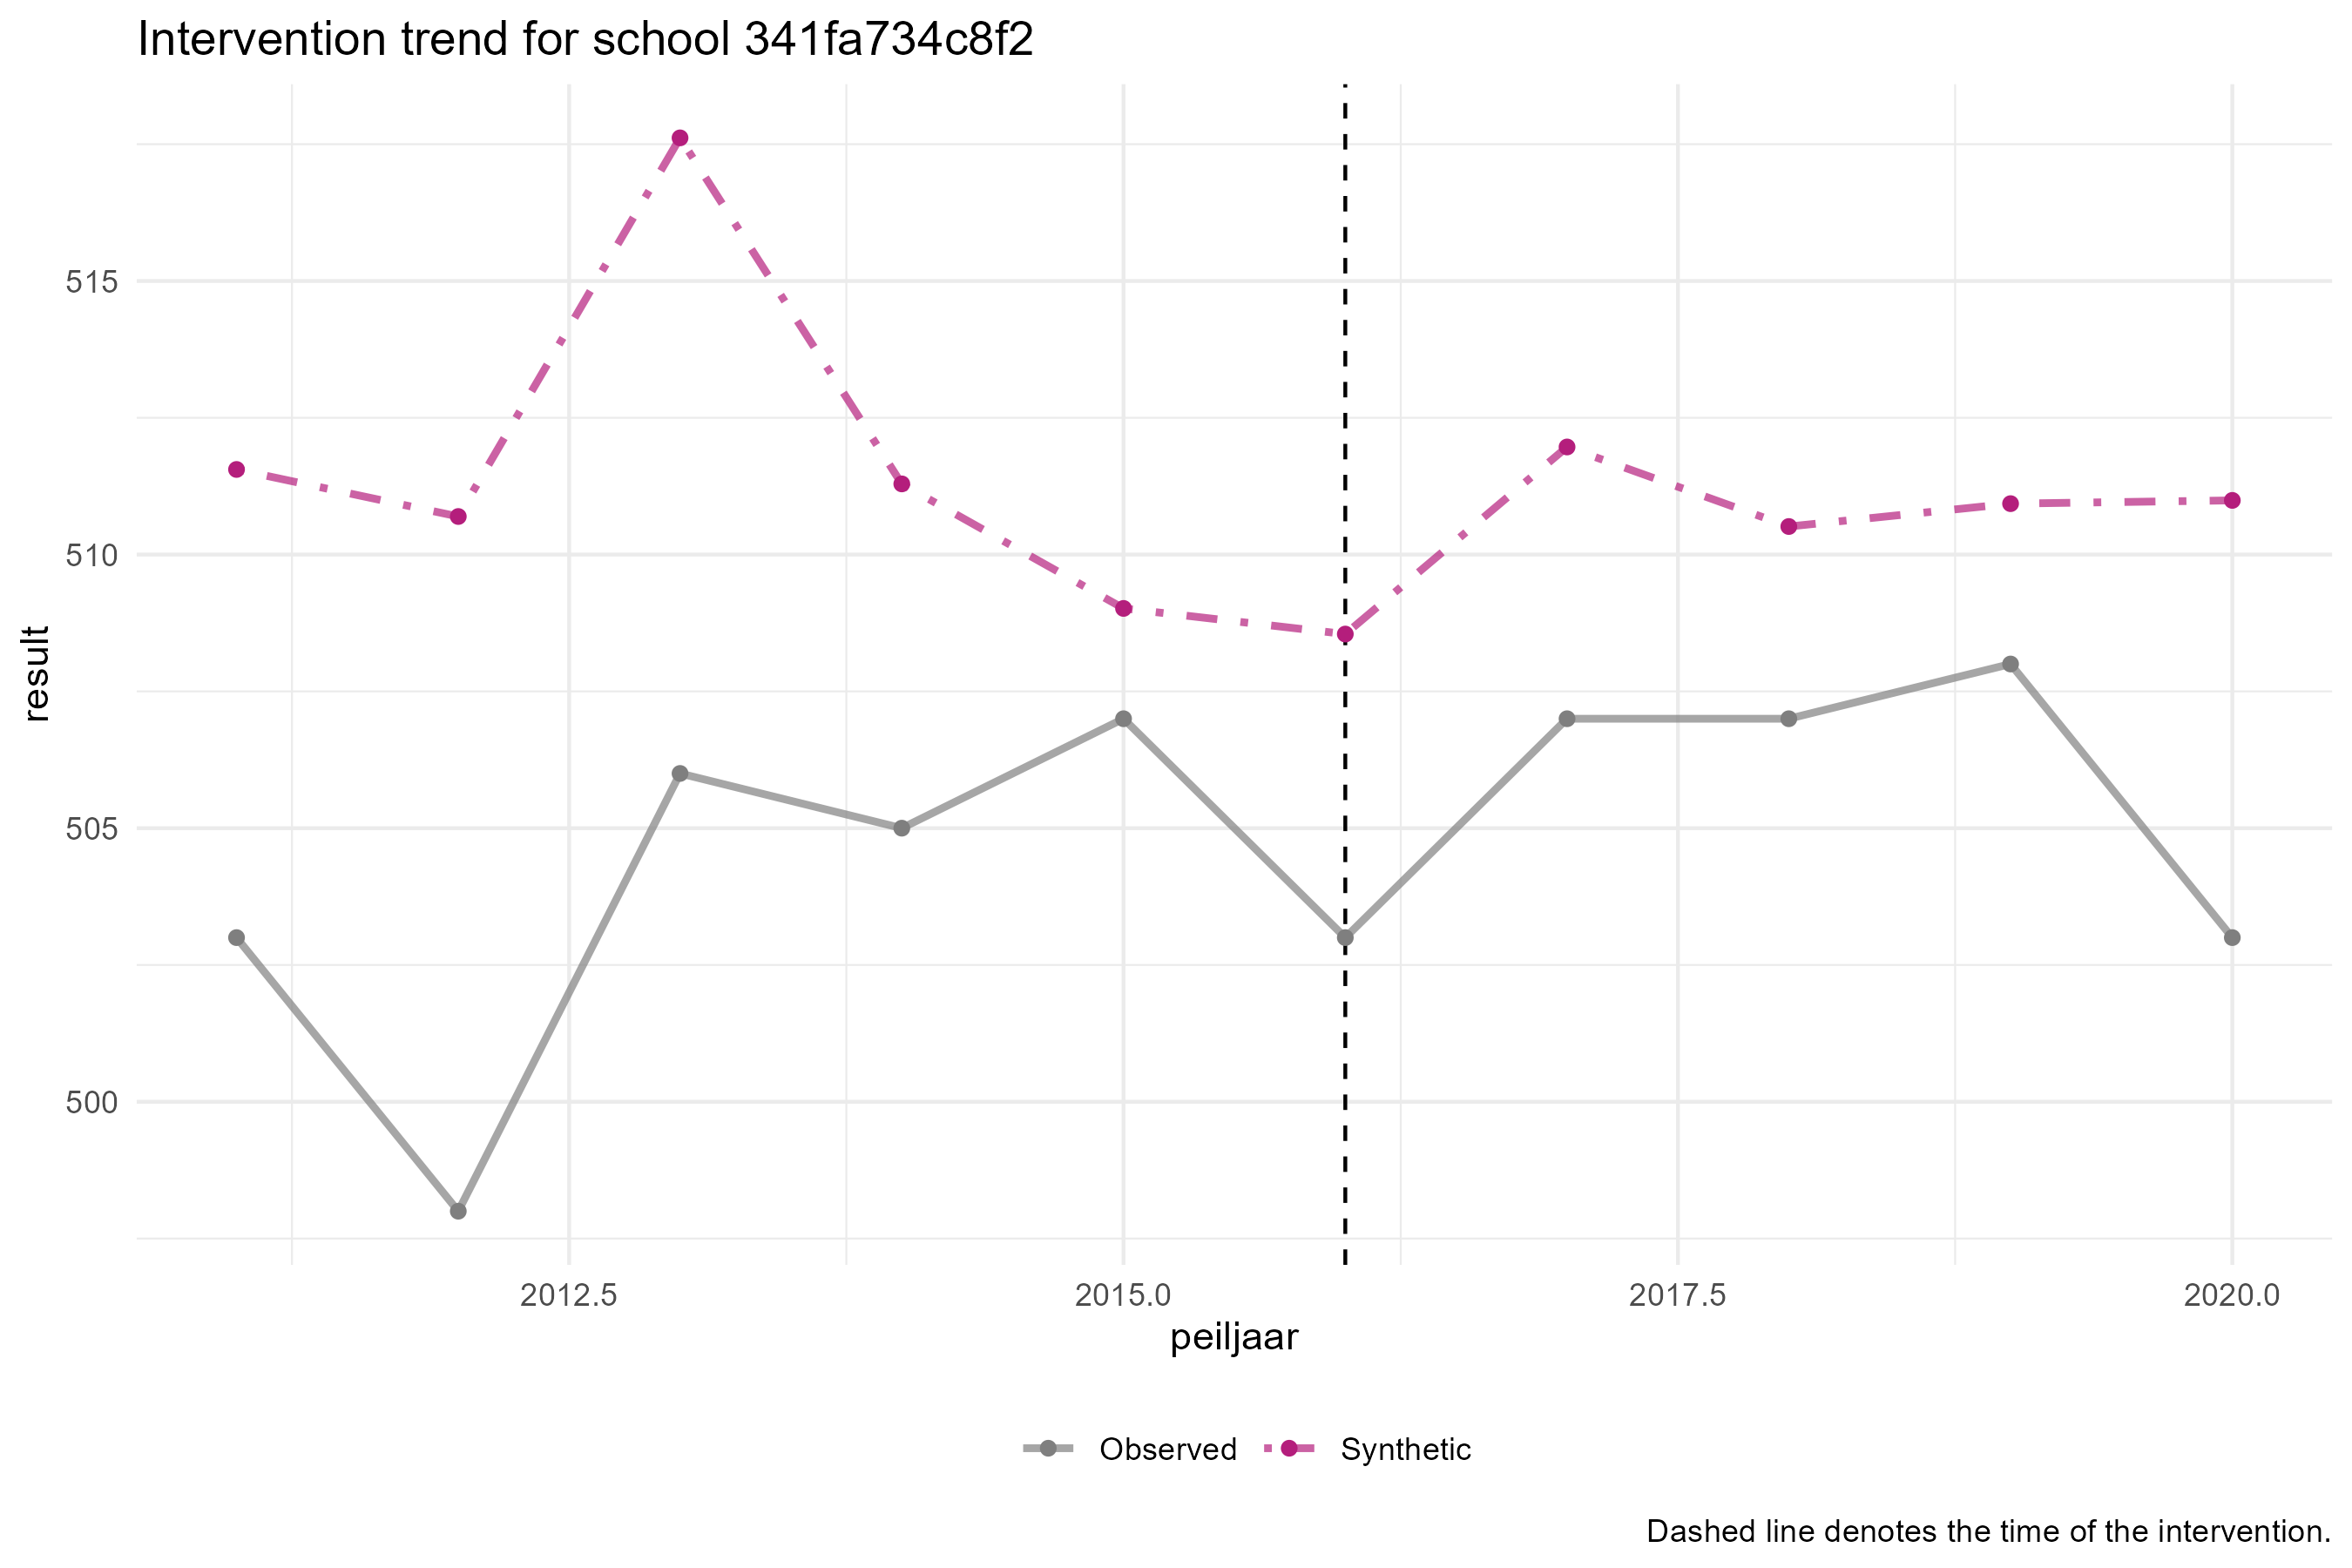 Intervention trend for school 341fa734c8f2
515
510
505
500
result
2012.5 2015.0 2017.5 2020.0
peiljaar
Observed Synthetic
Dashed line denotes the time of the intervention.